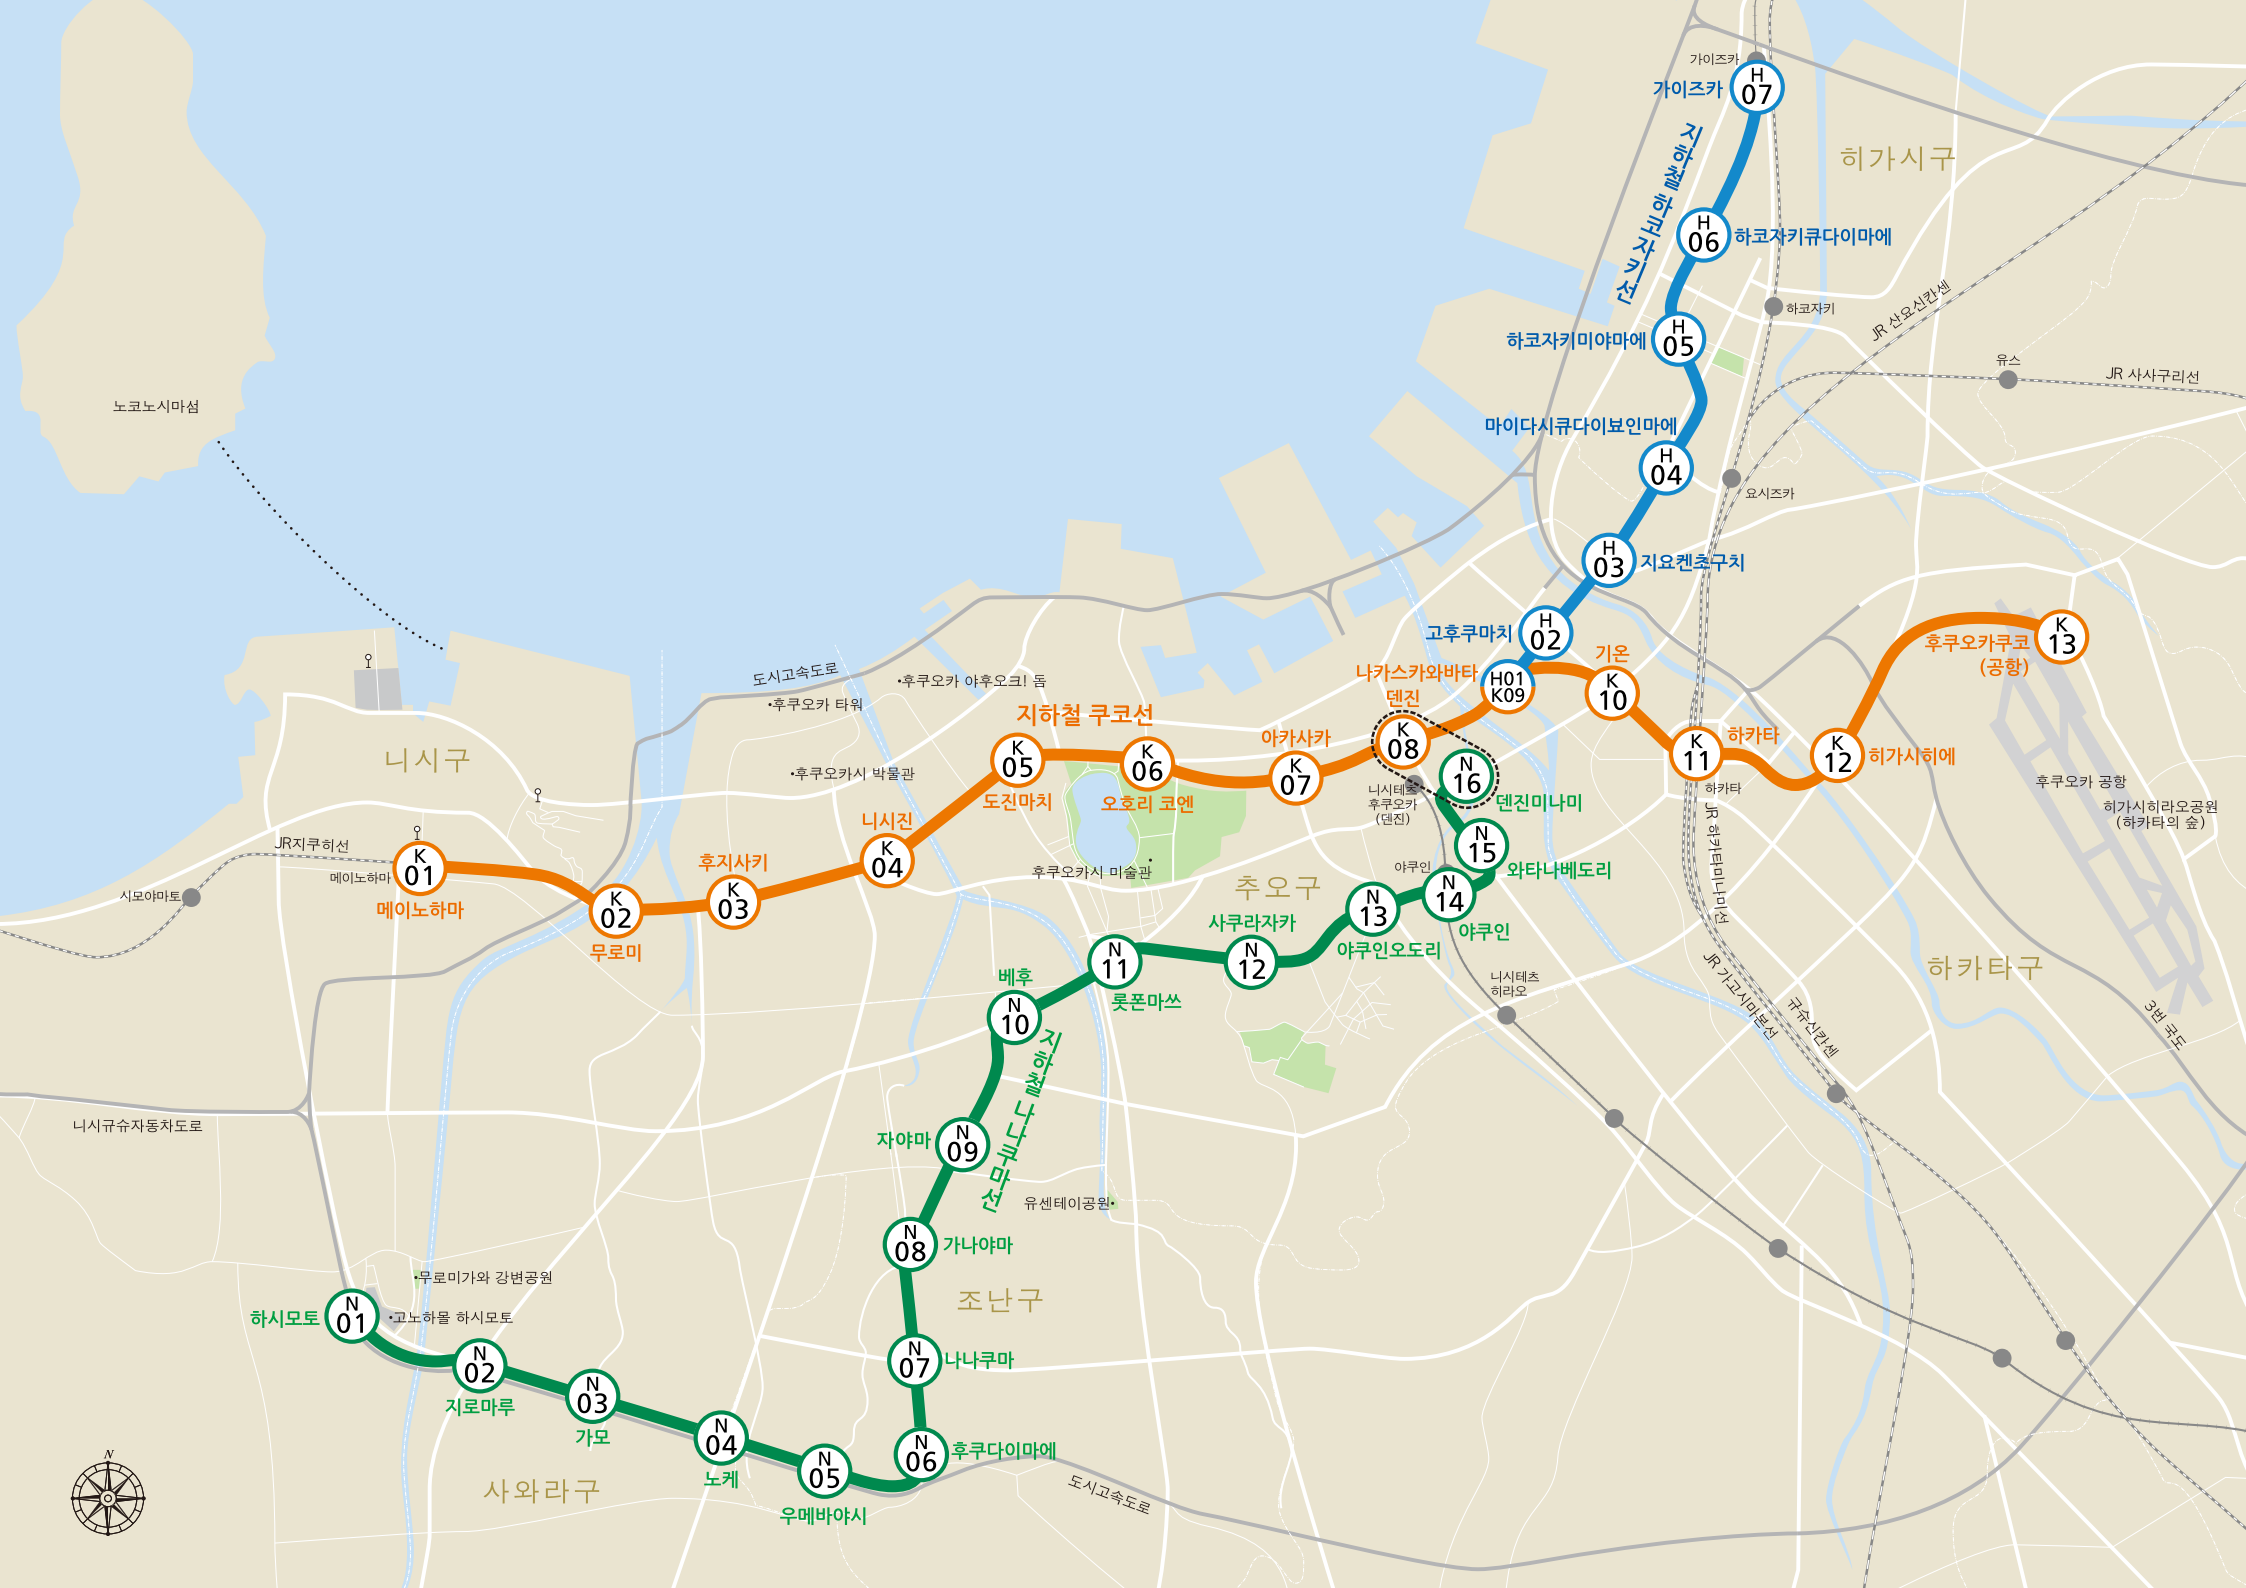 가이즈카
H
07
가이즈카
지하철 하코자키선
히가시구
H
06
하코자키큐다이마에
JR 산요신칸센
하코자키
H
05
하코자키미야마에
유스
JR 사사구리선
노코노시마섬
마이다시큐다이뵤인마에
H
04
요시즈카
H
03
지요켄쵸구치
H
02
고후쿠마치
K
13
후쿠오카쿠코
(공항)
기온
K
10
나카스카와바타
H01
K09
도시고속도로
•후쿠오카 야후오크! 돔
•후쿠오카 타워
지하철 쿠코선
덴진
K
08
아카사카
K
07
K
11
하카타
하카타
K
12
히가시히에
니시구
K
05
도진마치
K
06
오호리 코엔
•후쿠오카시 박물관
N
16
덴진미나미
니시테츠
후쿠오카
(덴진)
후쿠오카 공항
히가시히라오공원
(하카타의 숲)
니시진
K
04
JR지쿠히선
메이노하마
K
01
메이노하마
시모야마토
후지사키
K
03
K
02
무로미
후쿠오카시 미술관
추오구
야쿠인
N
15
와타나베도리
N
14
야쿠인
N
13
야쿠인오도리
사쿠라자카
N
12
JR 하카타미나미선
N
11
롯폰마쓰
베후
N
10
지하철 나나쿠마선
니시테츠
히라오
JR 가고시마본선
규슈신칸센
하카타구
3번 국도
니시규슈자동차도로
자야마
N
09
유센테이공원•
N
08
가나야마
•무로미가와 강변공원
•고노하몰 하시모토
하시모토
N
01
조난구
N
02
지로마루
N
03
가모
N
07
나나쿠마
N
04
노케
N
05
우메바야시
N
06
후쿠다이마에
도시고속도로
사와라구
N